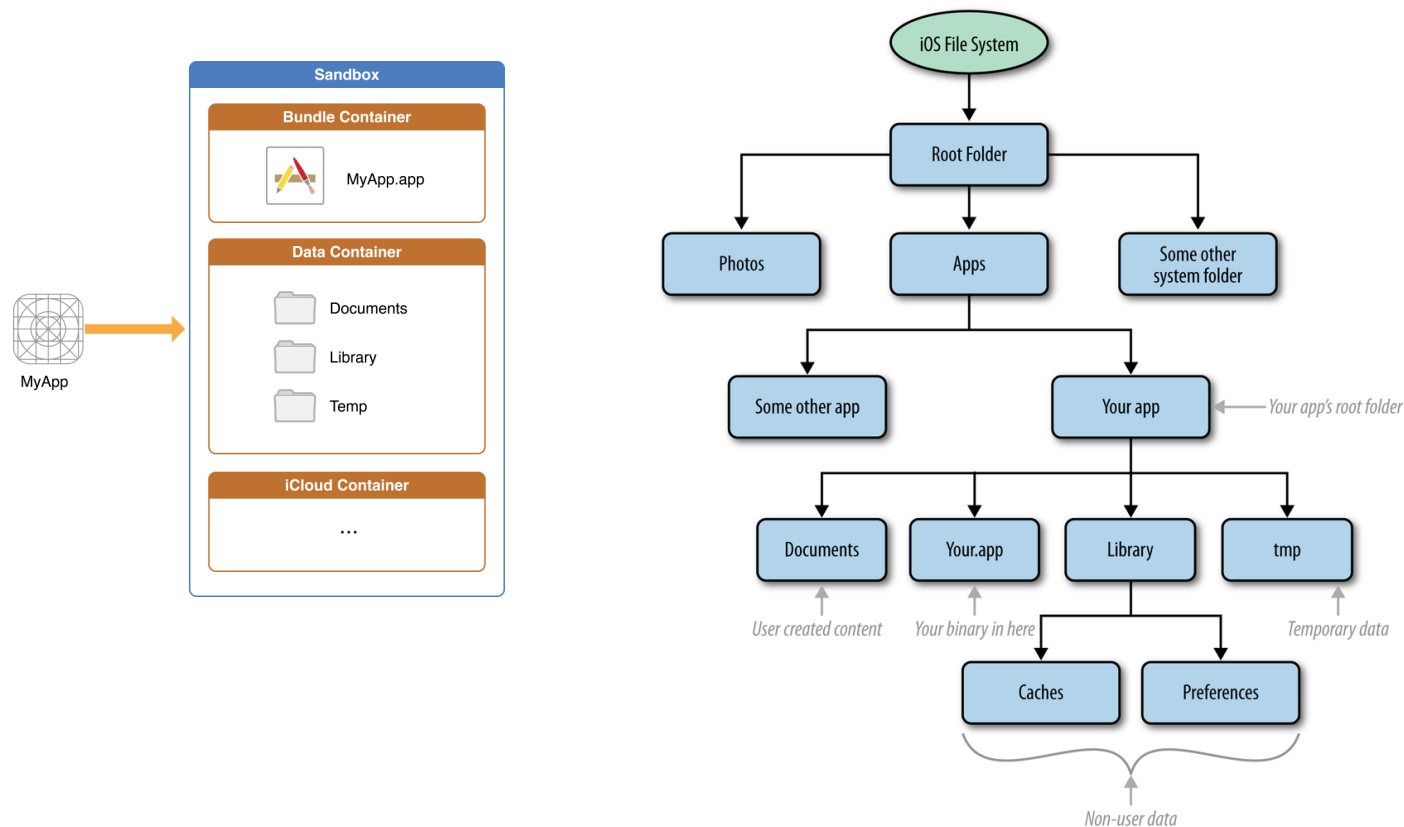 Sandbox
Bundle Container
MyApp.app
Data Container
Documents
Library
Temp
iCloud Container
...
MyApp
iOS File System
Root Folder
Photos
Apps
Some other
system folder
Some other app
Your app
Your app's root folder
Documents
Your.app
Library
tmp
User created content
Your binary in here
Temporary data
Caches
Preferences
Non-user data